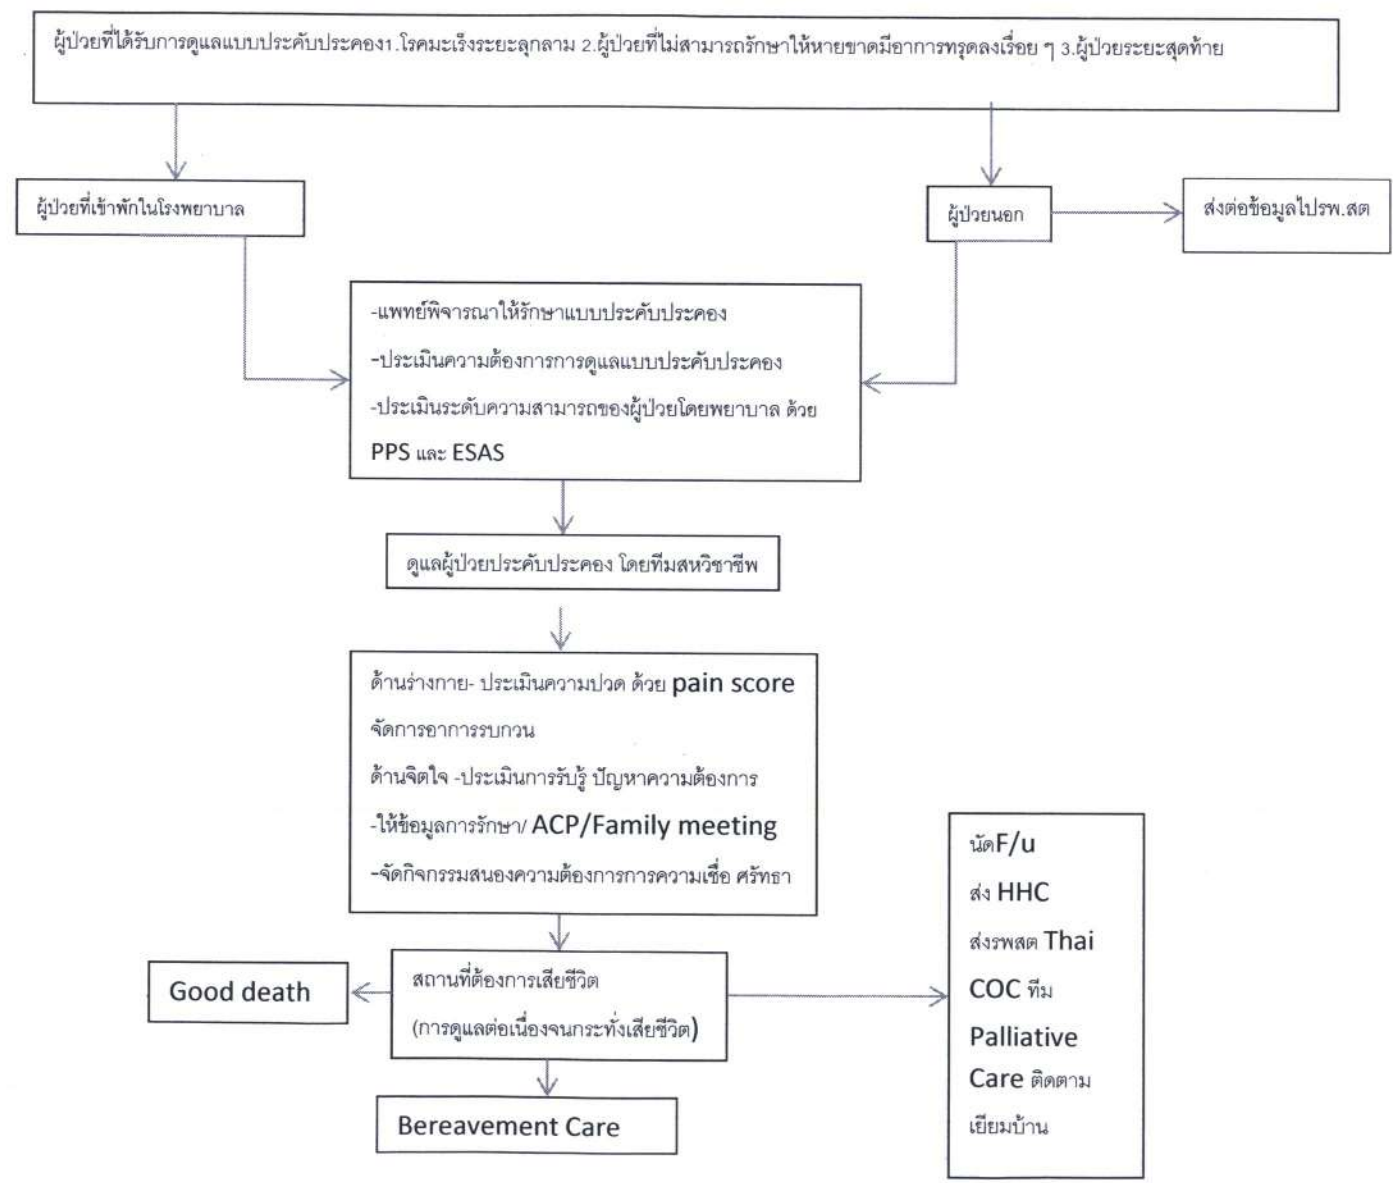 ผู้ป่วยที่ได้รับการดูแลแบบประคับประคอง1.โรคมะเร็งระยะลุกลาม 2.ผู้ป่วยที่ไม่สามารถรักษาให้หายขาดมีอาการทรุดลงเรื่อย ๆ 3.ผู้ป่วยระยะสุดท้าย
ผู้ป่วยที่เข้าพักในโรงพยาบาล
ผู้ป่วยนอก
ส่งต่อข้อมูลไปรพ.สต
-แพทย์พิจารณาให้รักษาแบบประคับประคอง
-ประเมินความต้องการการดูแลแบบประคับประคอง
-ประเมินระดับความสามารถของผู้ป่วยโดยพยาบาล ด้วย
PPS และ ESAS
ดูแลผู้ป่วยประคับประคอง โดยทีมสหวิชาชีพ
ด้านร่างกาย- ประเมินความปวด ด้วย pain score
จัดการอาการรบกวน
ด้านจิตใจ -ประเมินการรับรู้ ปัญหาความต้องการ
-ให้ข้อมูลการรักษา/ ACP/Family meeting
-จัดกิจกรรมสนองความต้องการการความเชื่อ ศรัทธา
Good death
สถานที่ต้องการเสียชีวิต
(การดูแลต่อเนื่องจนกระทั่งเสียชีวิต)
นัดF/u
ส่ง HHC
ส่งรพสต Thai
COC ทีม
Palliative
Care ติดตาม
เยียมบ้าน
Bereavement Care